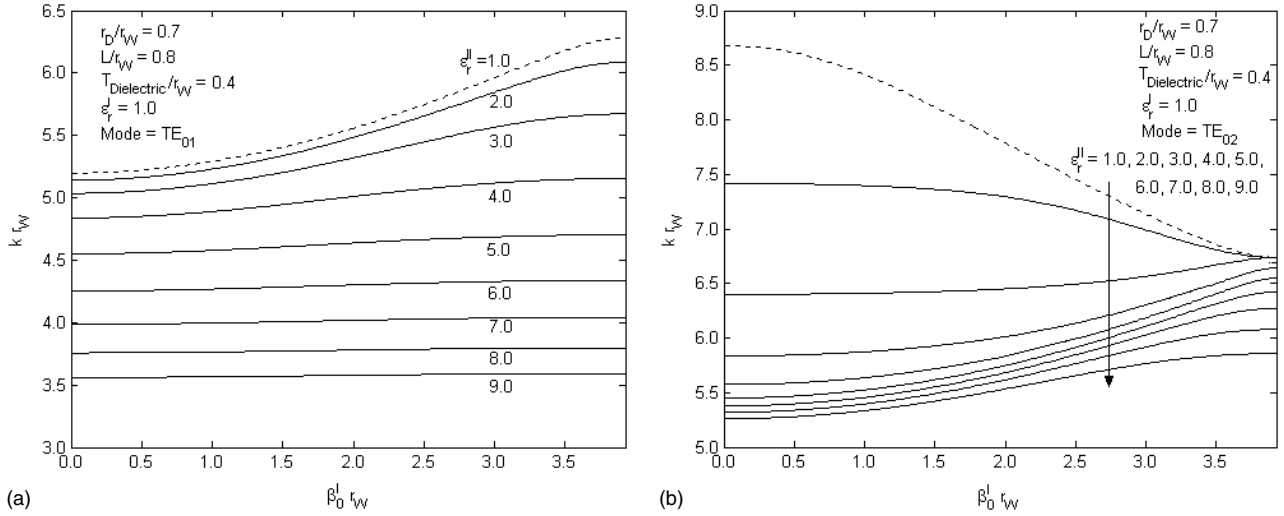 6.5
6.0
5.5
5.0
4.5
4.0
3.5
3.0
k r_W
r_D/r_W = 0.7
L/r_W = 0.8
T_Dielectric/r_W = 0.4
ε_r^I = 1.0
Mode = TE_01
ε_r^II = 1.0
2.0
3.0
4.0
5.0
6.0
7.0
8.0
9.0
0.0 0.5 1.0 1.5 2.0 2.5 3.0 3.5
β_0^I r_W
(a)
9.0
8.5
8.0
7.5
7.0
6.5
6.0
5.5
5.0
k r_W
r_D/r_W = 0.7
L/r_W = 0.8
T_Dielectric/r_W = 0.4
ε_r^I = 1.0
Mode = TE_02
ε_r^II = 1.0, 2.0, 3.0, 4.0, 5.0,
6.0, 7.0, 8.0, 9.0
0.0 0.5 1.0 1.5 2.0 2.5 3.0 3.5
β_0^I r_W
(b)